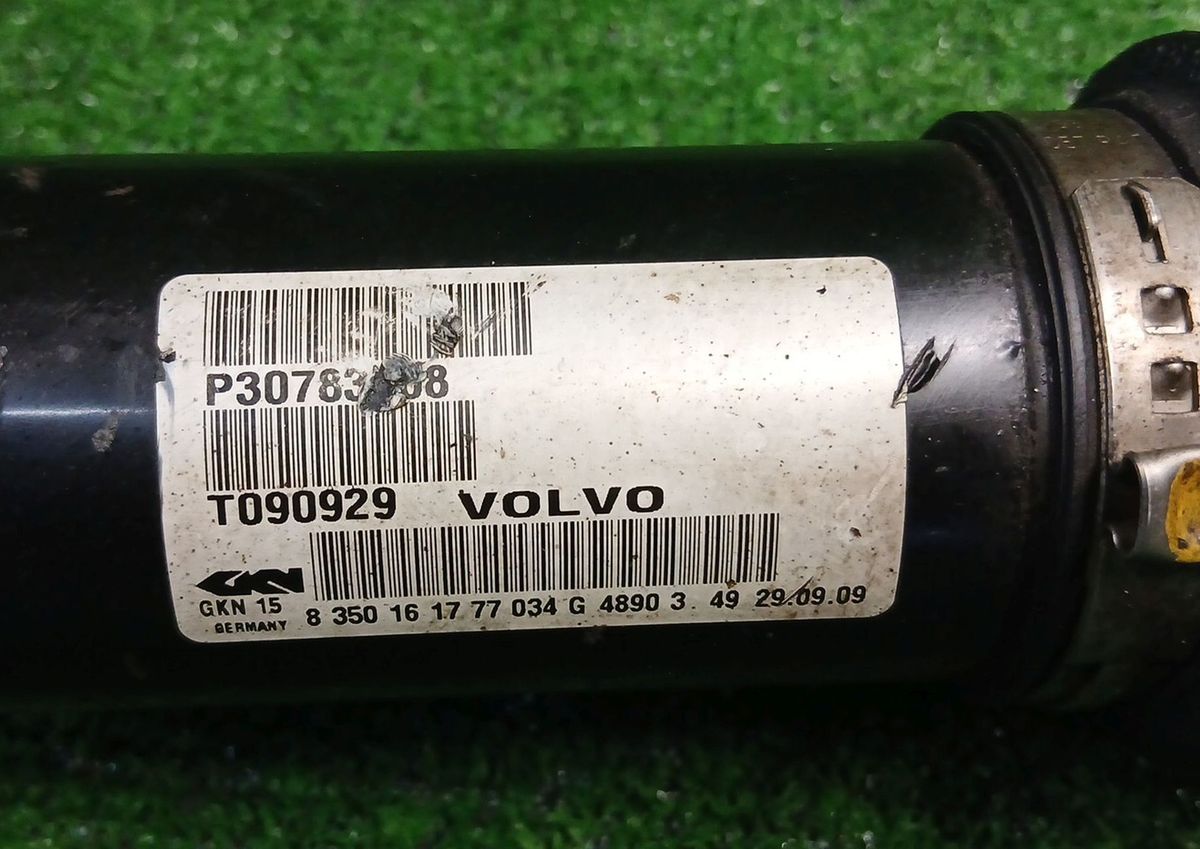 T090929 VOLVO
GKN
GKN 15
GERMANY
8 350 16 17 77 034 G 4890 3 49 29.09.09